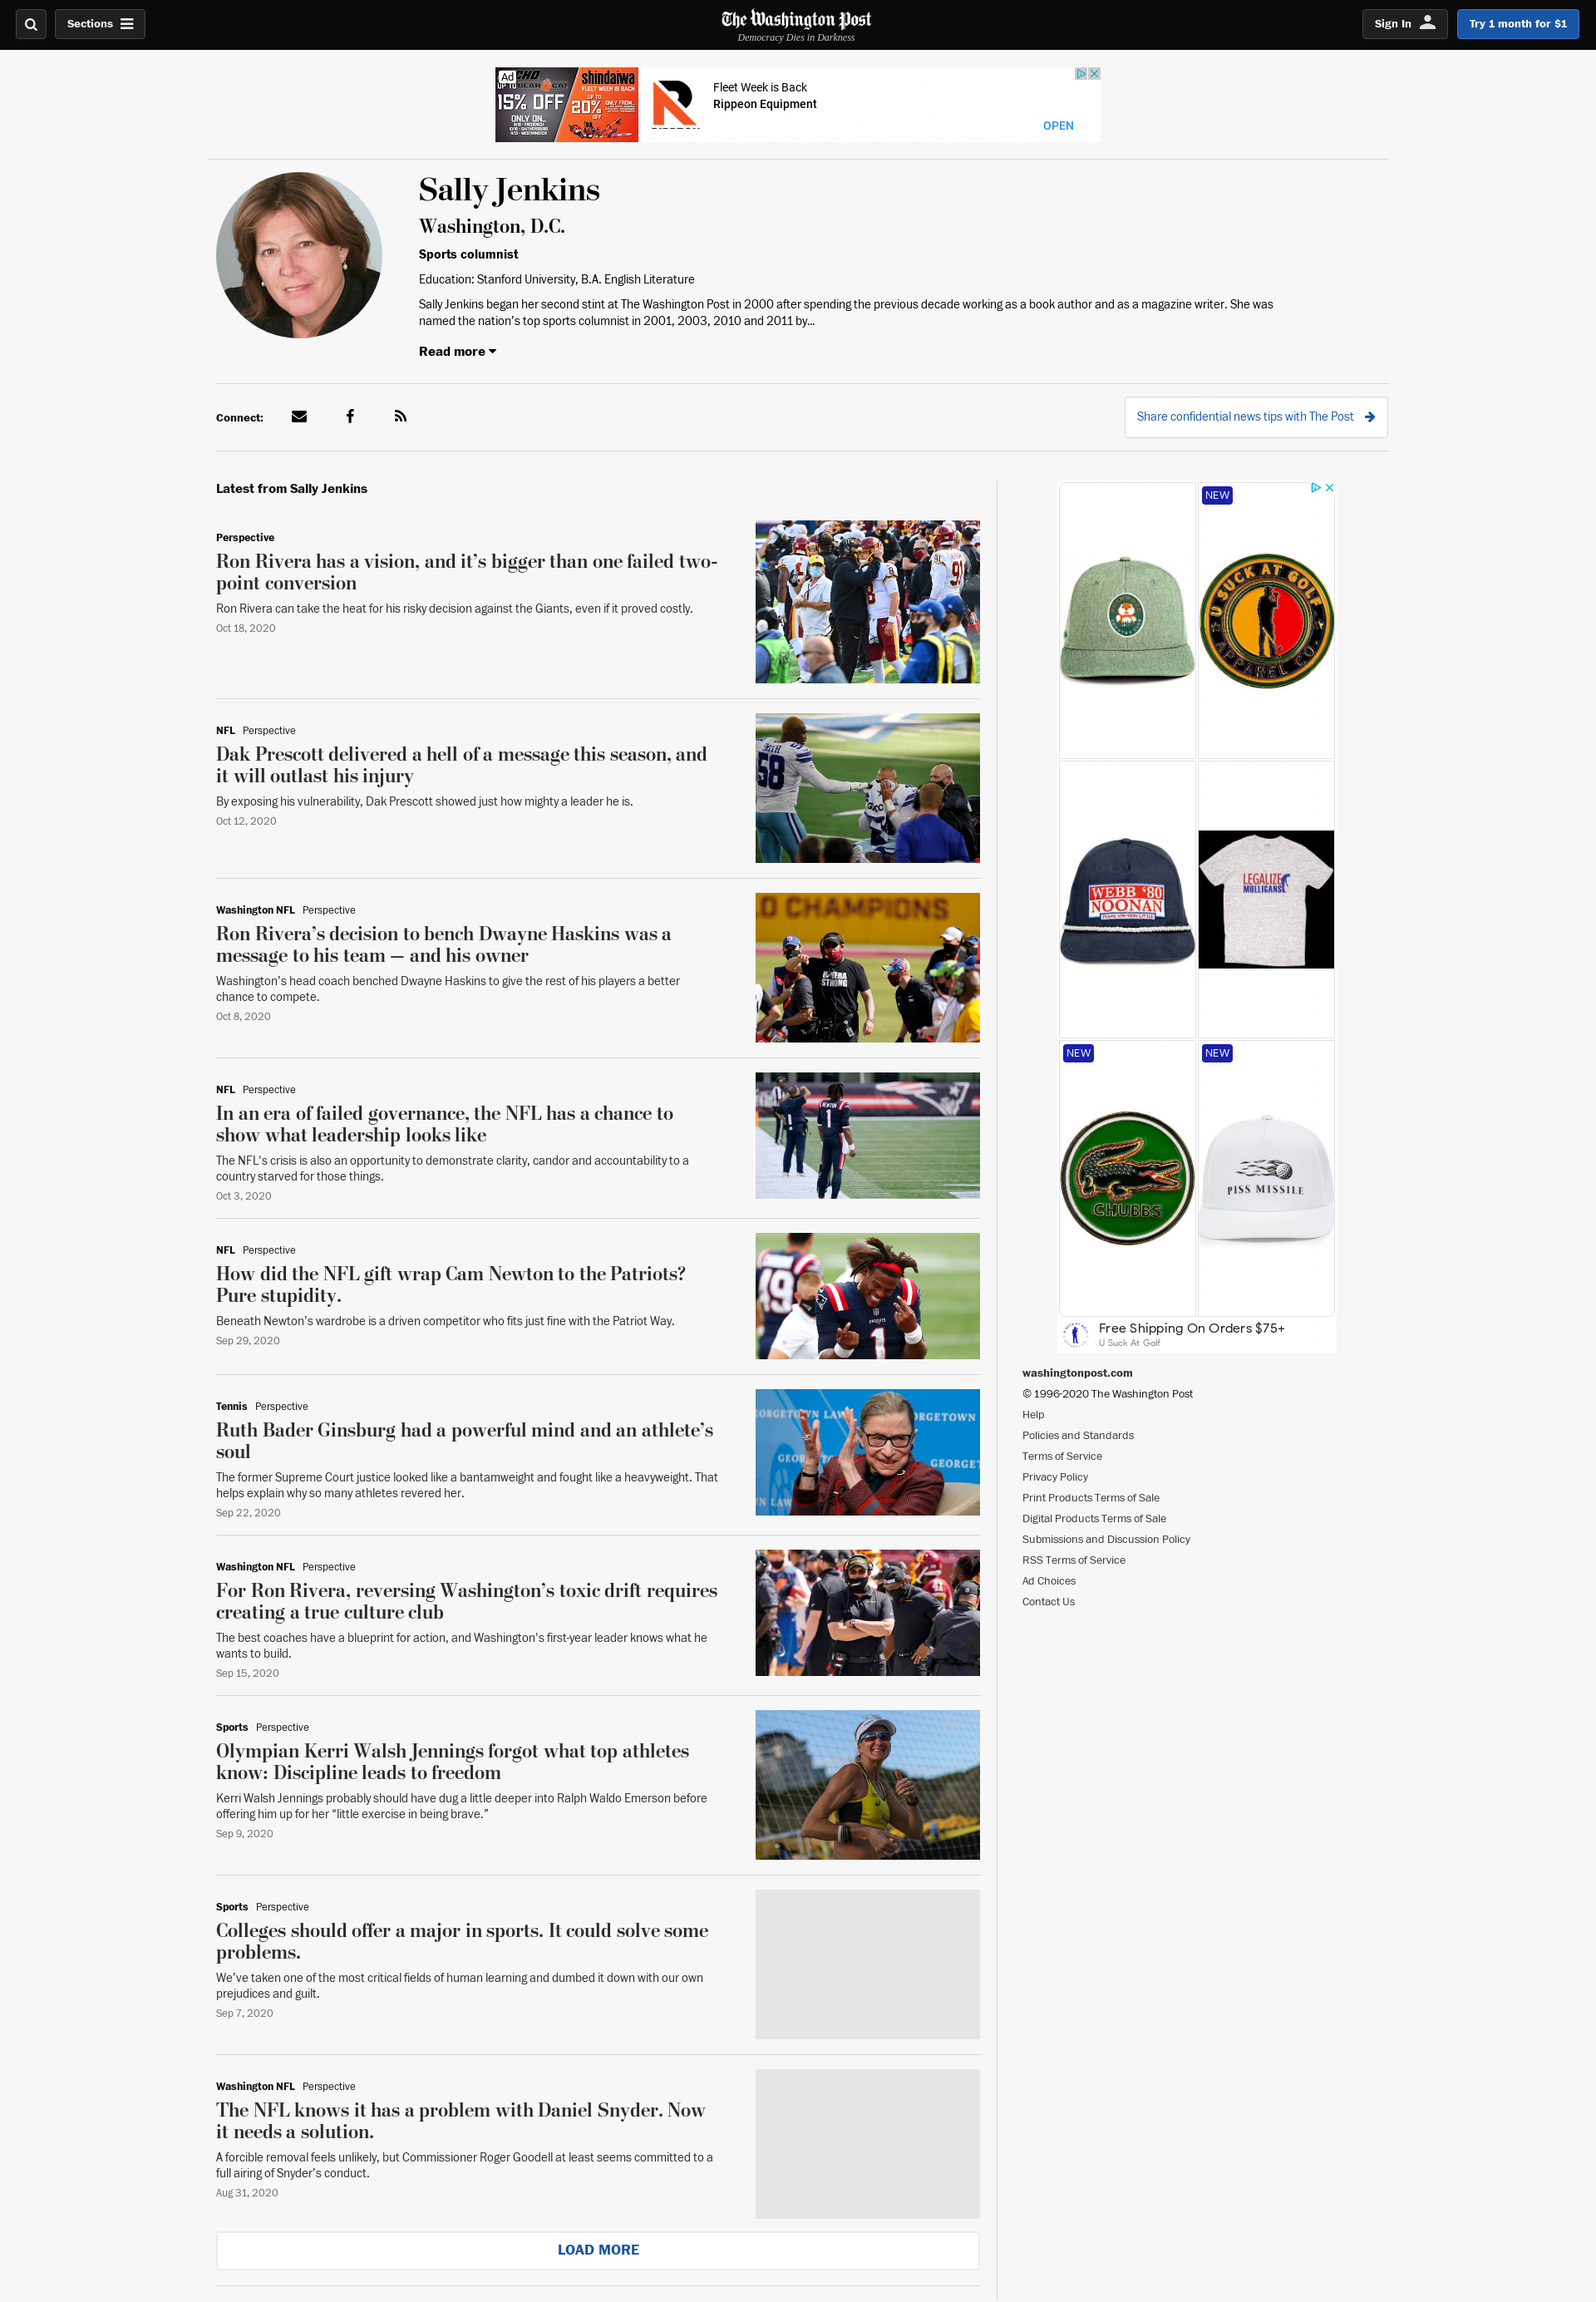 Sections
The Washington Post
Democracy Dies in Darkness
Sign In
Try 1 month for $1
Ad
shindaiwa
FLEET WEEK IS BACK
15% OFF
UP TO
20%
ONLY ON...
Fleet Week is Back
Rippeon Equipment
OPEN
Sally Jenkins
Washington, D.C.
Sports columnist
Education: Stanford University, B.A. English Literature
Sally Jenkins began her second stint at The Washington Post in 2000 after spending the previous decade working as a book author and as a magazine writer. She was
named the nation's top sports columnist in 2001, 2003, 2010 and 2011 by...
Read more
Connect:
Share confidential news tips with The Post
Latest from Sally Jenkins
Perspective
Ron Rivera has a vision, and it’s bigger than one failed two-
point conversion
Ron Rivera can take the heat for his risky decision against the Giants, even if it proved costly.
Oct 18, 2020
NFL Perspective
Dak Prescott delivered a hell of a message this season, and
it will outlast his injury
By exposing his vulnerability, Dak Prescott showed just how mighty a leader he is.
Oct 12, 2020
58
Washington NFL Perspective
Ron Rivera’s decision to bench Dwayne Haskins was a
message to his team — and his owner
Washington's head coach benched Dwayne Haskins to give the rest of his players a better
chance to compete.
Oct 8, 2020
D CHAMPIONS
RIVERA
STRONG
NFL Perspective
In an era of failed governance, the NFL has a chance to
show what leadership looks like
The NFL's crisis is also an opportunity to demonstrate clarity, candor and accountability to a
country starved for those things.
Oct 3, 2020
NEWTON
1
NFL Perspective
How did the NFL gift wrap Cam Newton to the Patriots?
Pure stupidity.
Beneath Newton’s wardrobe is a driven competitor who fits just fine with the Patriot Way.
Sep 29, 2020
49
PATRIOTS
1
Tennis Perspective
Ruth Bader Ginsburg had a powerful mind and an athlete’s
soul
The former Supreme Court justice looked like a bantamweight and fought like a heavyweight. That
helps explain why so many athletes revered her.
Sep 22, 2020
EORGETOWN LAW
GEORGETOWN
GEORGET
WN LAW
Washington NFL Perspective
For Ron Rivera, reversing Washington’s toxic drift requires
creating a true culture club
The best coaches have a blueprint for action, and Washington's first-year leader knows what he
wants to build.
Sep 15, 2020
Sports Perspective
Olympian Kerri Walsh Jennings forgot what top athletes
know: Discipline leads to freedom
Kerri Walsh Jennings probably should have dug a little deeper into Ralph Waldo Emerson before
offering him up for her “little exercise in being brave.”
Sep 9, 2020
Sports Perspective
Colleges should offer a major in sports. It could solve some
problems.
We've taken one of the most critical fields of human learning and dumbed it down with our own
prejudices and guilt.
Sep 7, 2020
Washington NFL Perspective
The NFL knows it has a problem with Daniel Snyder. Now
it needs a solution.
A forcible removal feels unlikely, but Commissioner Roger Goodell at least seems committed to a
full airing of Snyder's conduct.
Aug 31, 2020
LOAD MORE
NEW
U SUCK AT GOLF
APPAREL CO.
WEBB '80
NOONAN
LEGALIZE
MULLIGANS
NEW
CHUBBS
NEW
PISS MISSILE
Free Shipping On Orders $75+
U Suck At Golf
washingtonpost.com
© 1996-2020 The Washington Post
Help
Policies and Standards
Terms of Service
Privacy Policy
Print Products Terms of Sale
Digital Products Terms of Sale
Submissions and Discussion Policy
RSS Terms of Service
Ad Choices
Contact Us